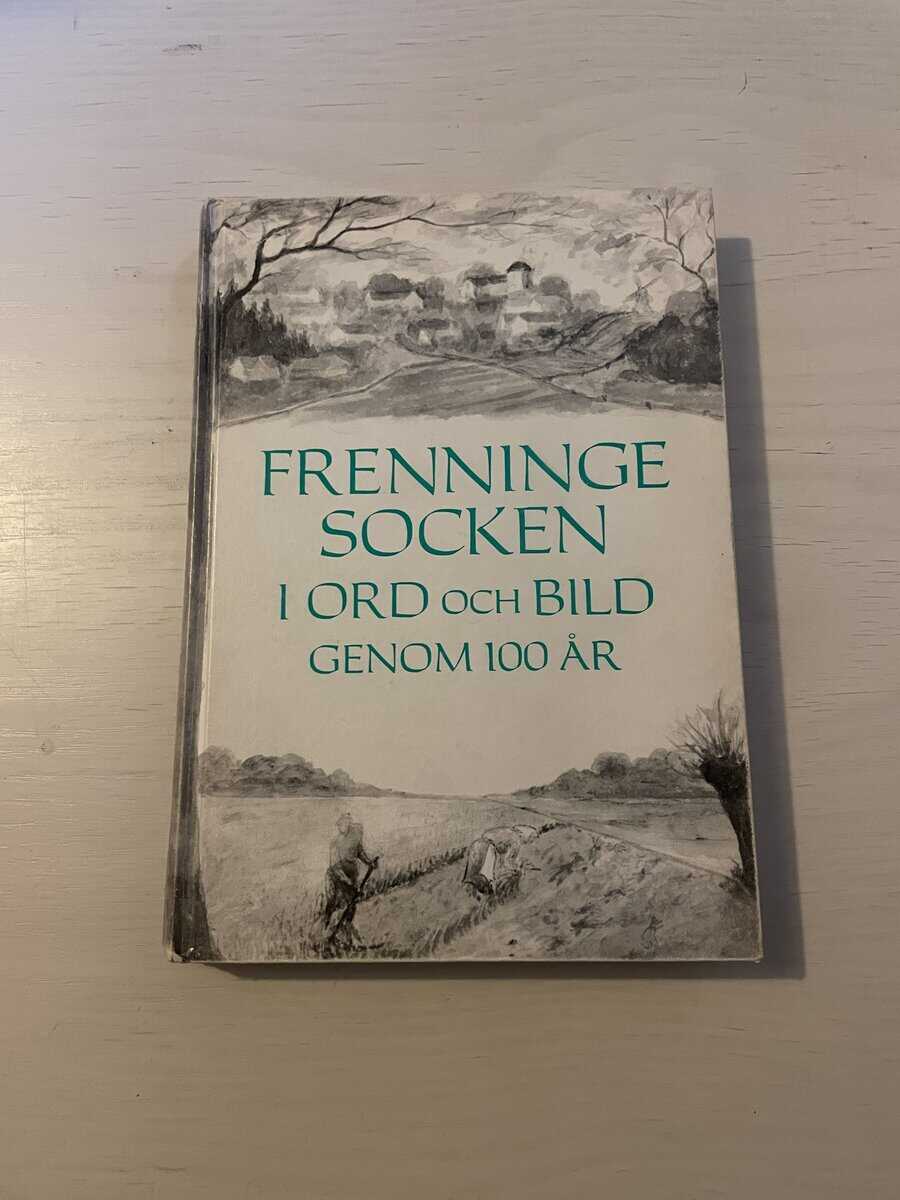 FRENNINGE
SOCKEN
I ORD OCH BILD
GENOM 100 ÅR